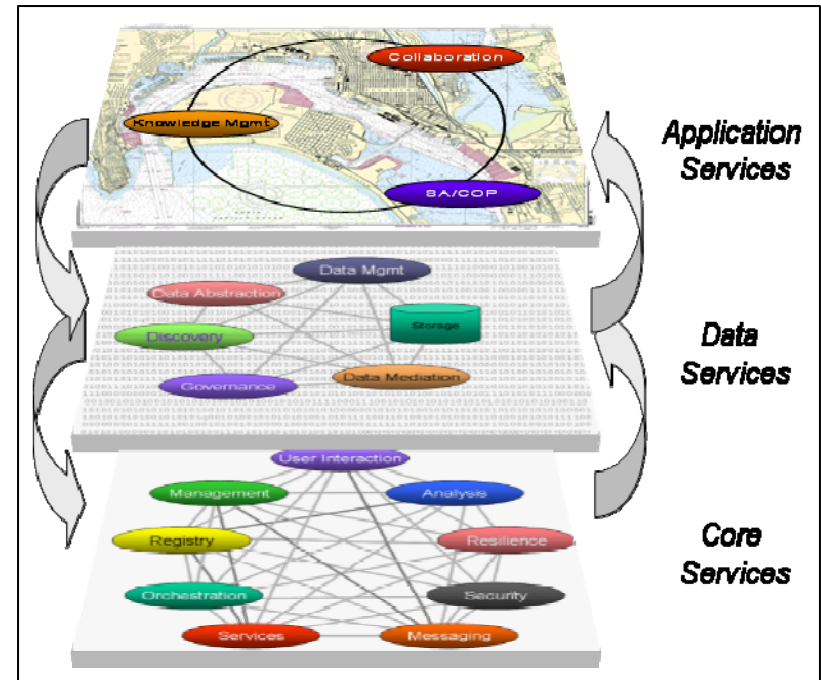 Collaboration
Knowledge Mgmt
SA/COP
Application
Services
Data Mgmt
Data Abstraction
Storage
Discovery
Data Mediation
Governance
Data
Services
User Interaction
Management
Analysis
Registry
Resilience
Core
Services
Orchestration
Security
Services
Messaging